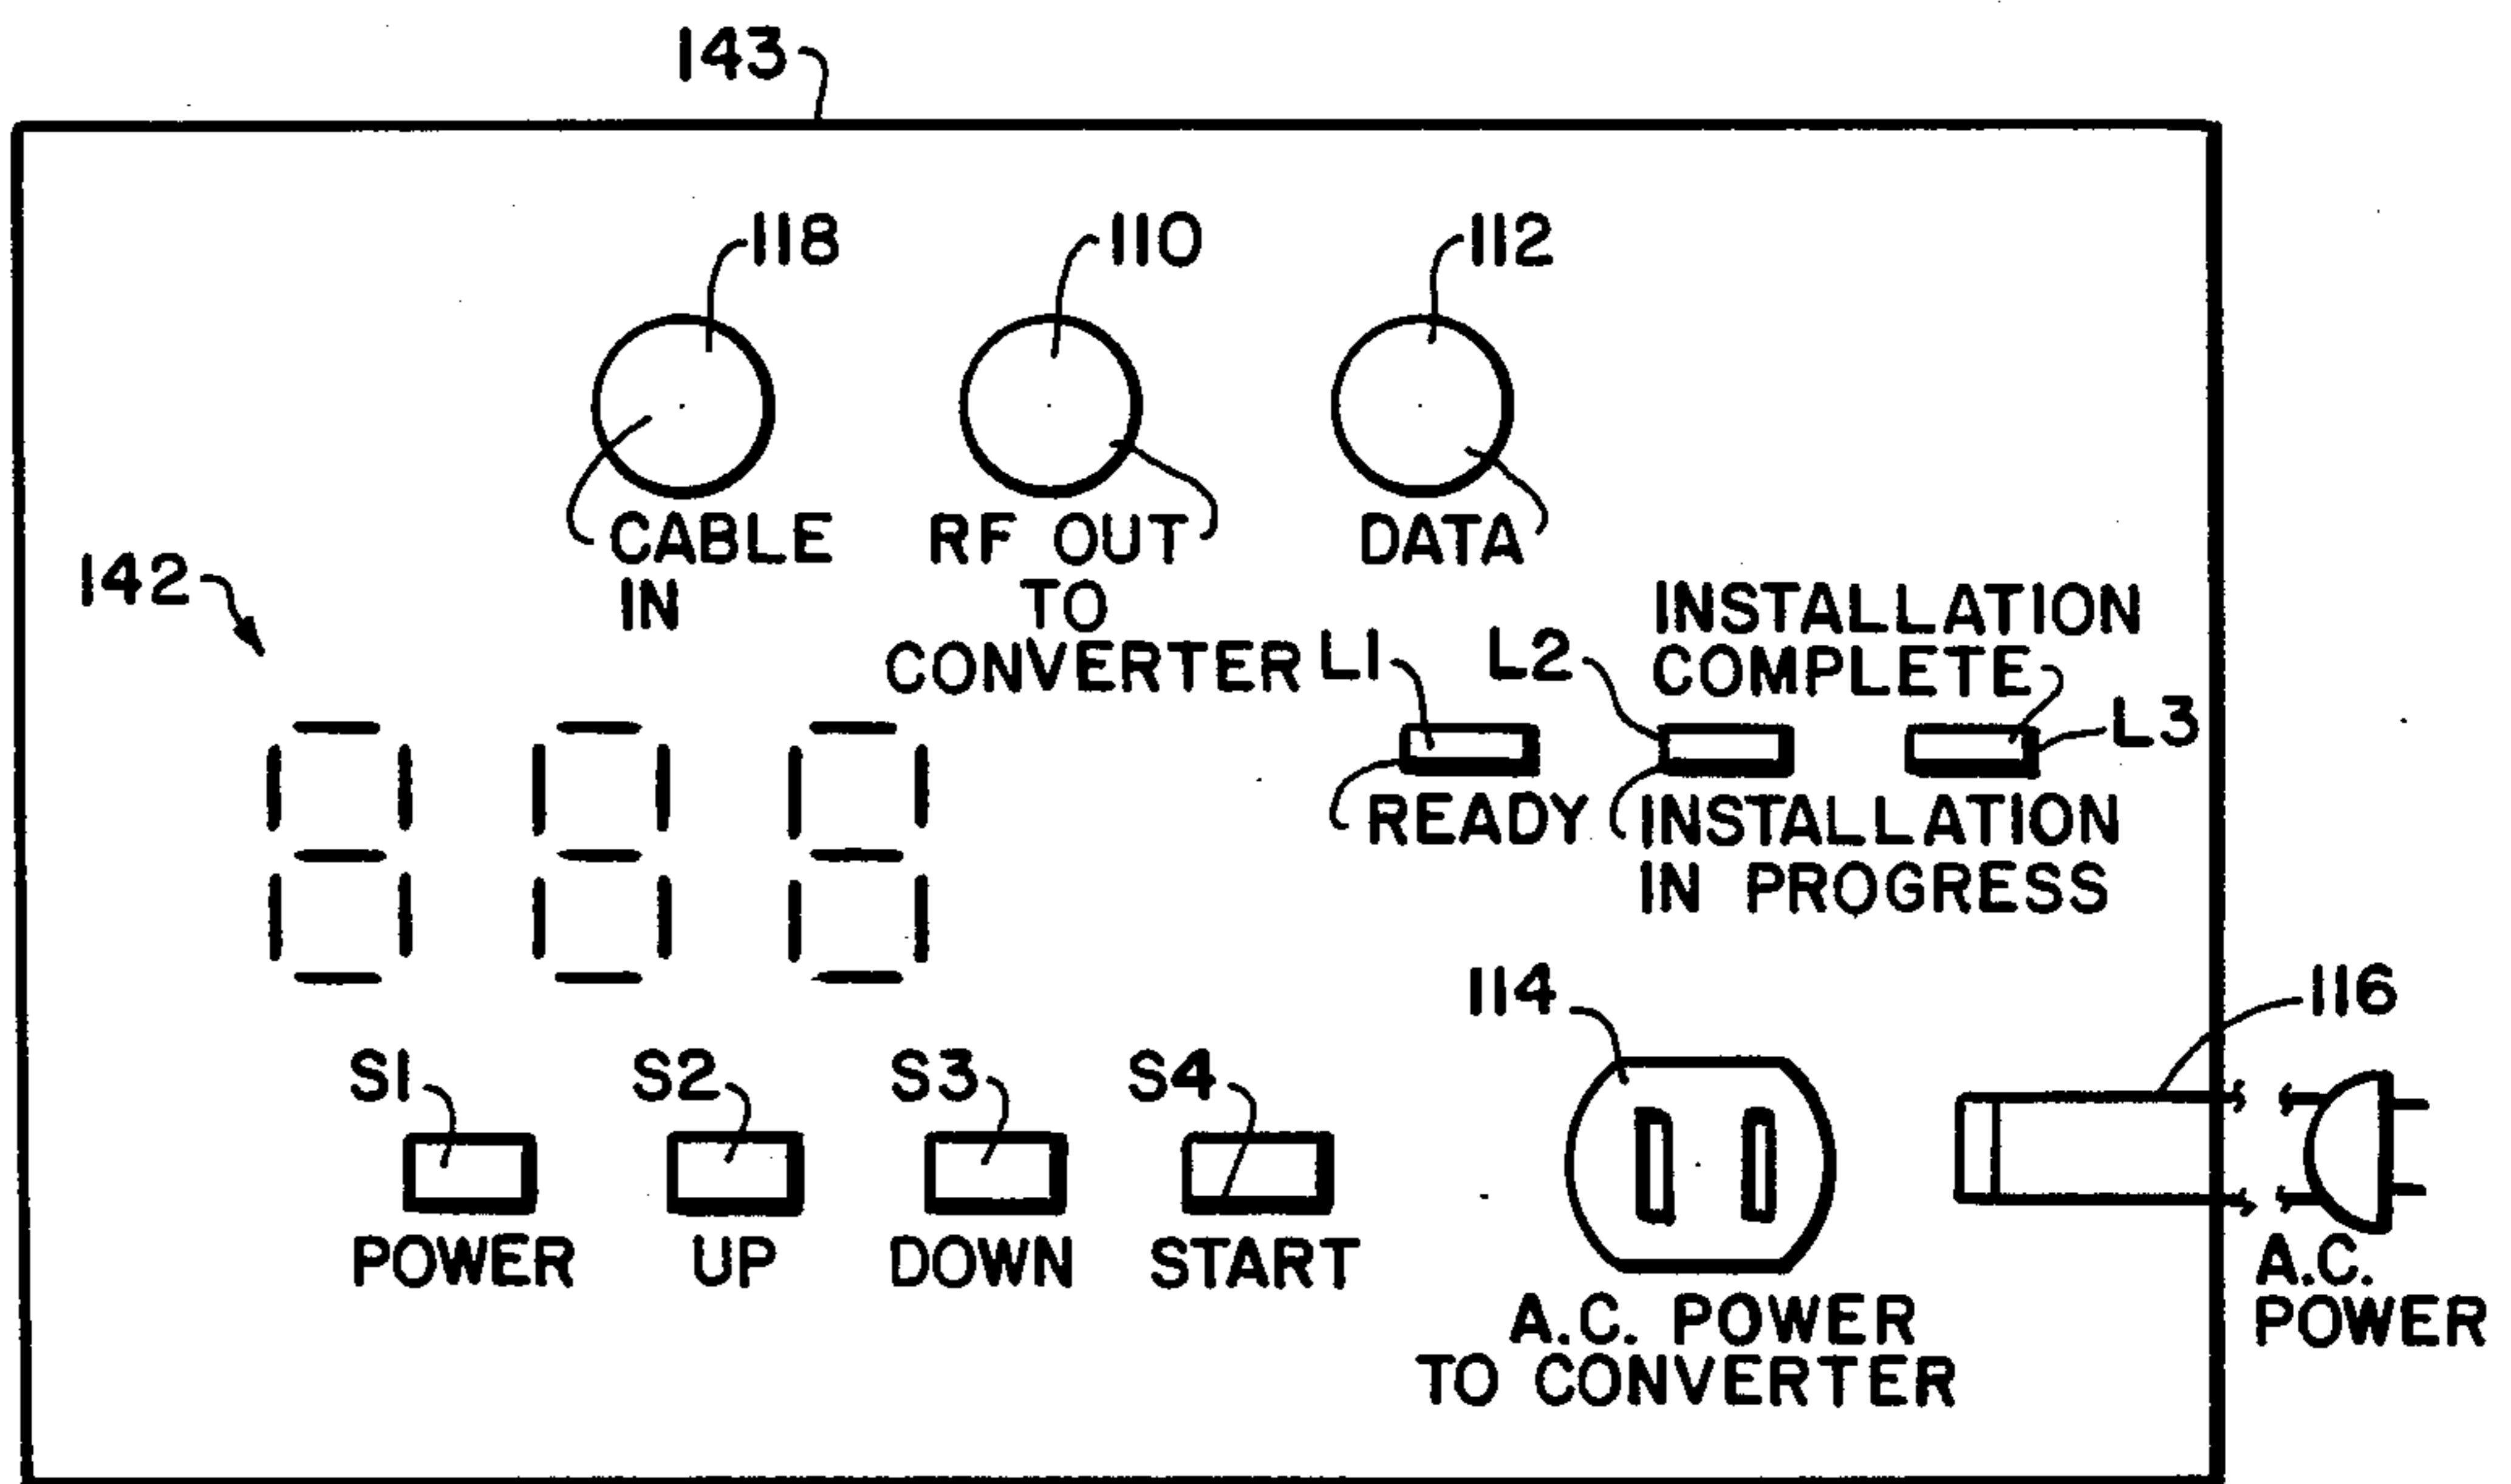 143
118
110
112
CABLE
IN
RF OUT
TO
CONVERTER
DATA
142
L1
L2
INSTALLATION
COMPLETE
L3
READY
INSTALLATION
IN PROGRESS
114
116
S1
S2
S3
S4
POWER
UP
DOWN
START
A.C. POWER
TO CONVERTER
A.C.
POWER